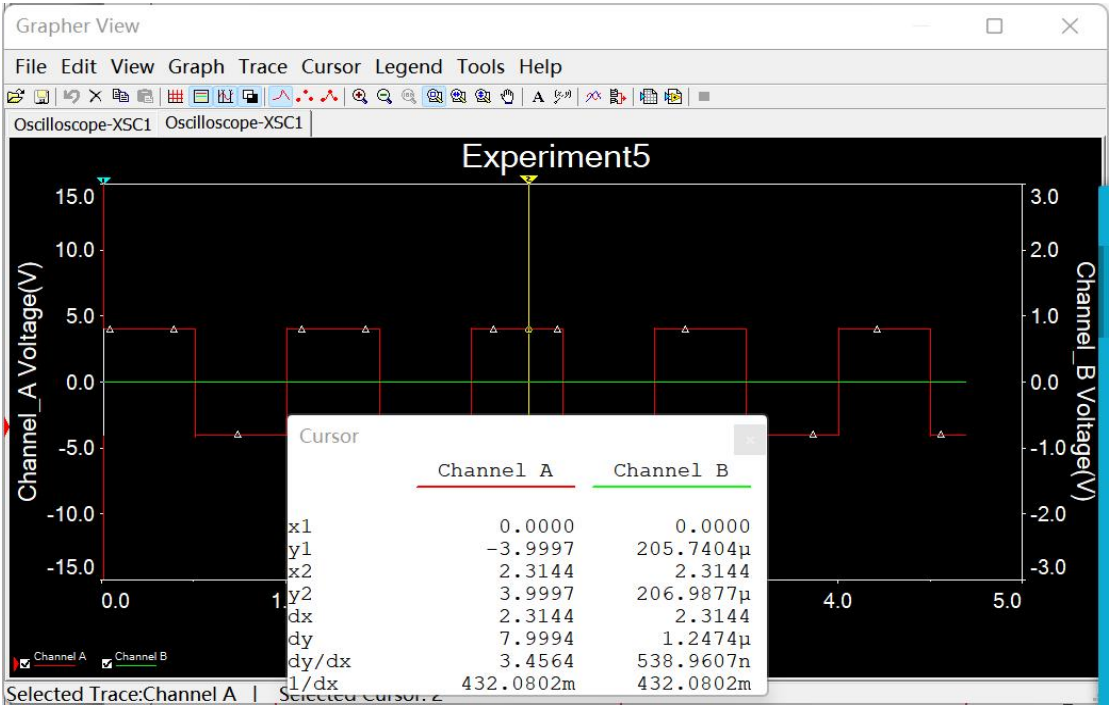 Grapher View
File Edit View Graph Trace Cursor Legend Tools Help
Oscilloscope-XSC1 Oscilloscope-XSC1
Experiment5
Channel_A Voltage(V)
15.0
10.0
5.0
0.0
-5.0
-10.0
-15.0
3.0
2.0
1.0
0.0
-1.0
-2.0
-3.0
Channel_B Voltage(V)
0.0 1. 4.0 5.0
Cursor
Channel A Channel B
x1 0.0000 0.0000
y1 -3.9997 205.7404µ
x2 2.3144 2.3144
y2 3.9997 206.9877µ
dx 2.3144 2.3144
dy 7.9994 1.2474µ
dy/dx 3.4564 538.9607n
1/dx 432.0802m 432.0802m
Channel A Channel B
Selected Trace:Channel A | Selected Cursor: 2